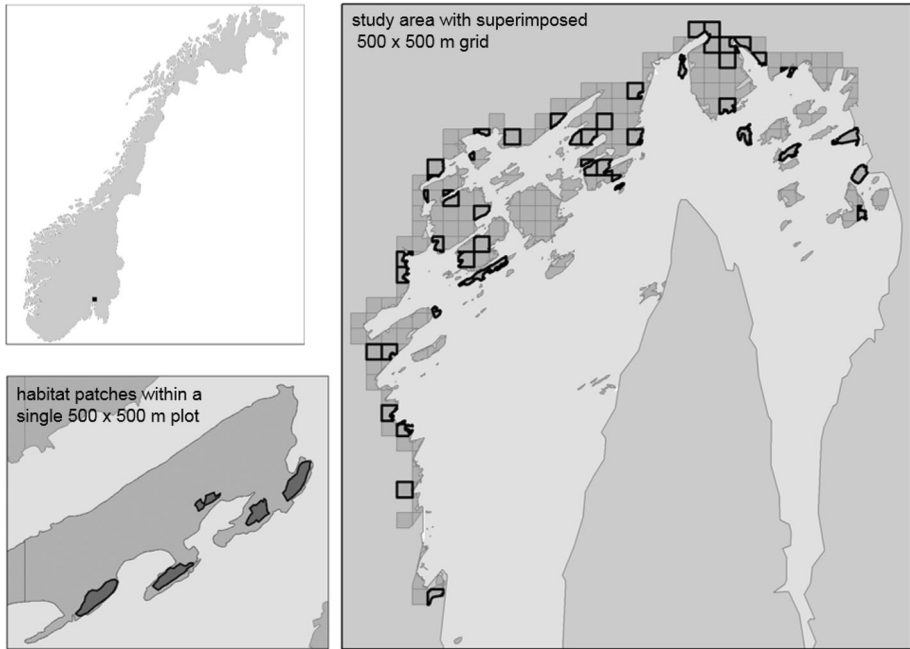 study area with superimposed
500 x 500 m grid
habitat patches within a
single 500 x 500 m plot